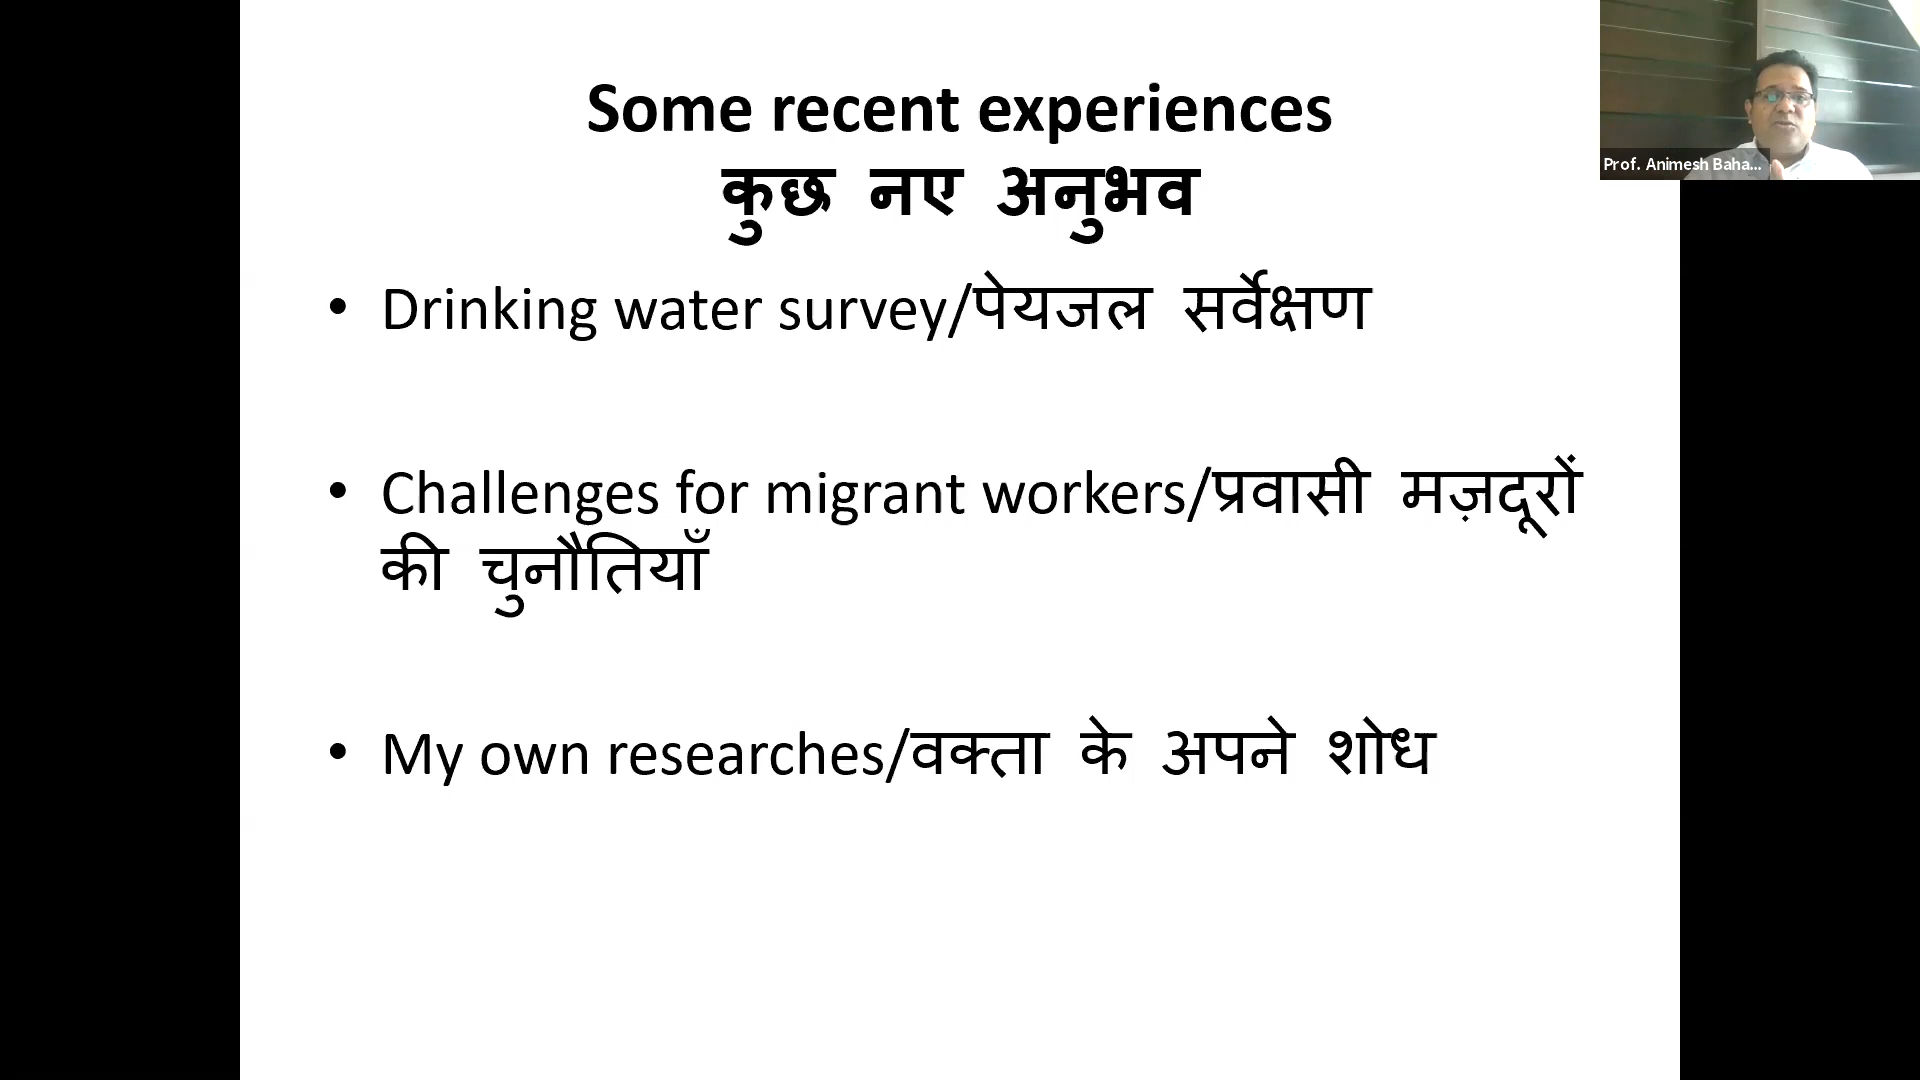 Some recent experiences
कुछ नए अनुभव
• Drinking water survey/पेयजल सर्वेक्षण
• Challenges for migrant workers/प्रवासी मज़दूरों
की चुनौतियाँ
• My own researches/वक्ता के अपने शोध
Prof. Animesh Baha...